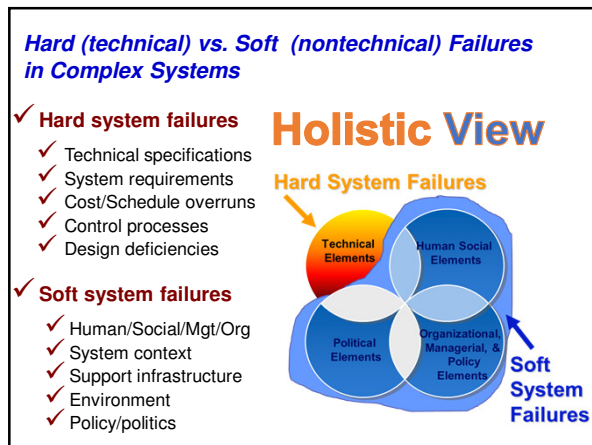 Hard (technical) vs. Soft (nontechnical) Failures
in Complex Systems
✓ Hard system failures
✓ Technical specifications
✓ System requirements
✓ Cost/Schedule overruns
✓ Control processes
✓ Design deficiencies
✓ Soft system failures
✓ Human/Social/Mgt/Org
✓ System context
✓ Support infrastructure
✓ Environment
✓ Policy/politics
Holistic View
Hard System Failures
Technical
Elements
Human Social
Elements
Political
Elements
Organizational,
Managerial, &
Policy
Elements
Soft
System
Failures